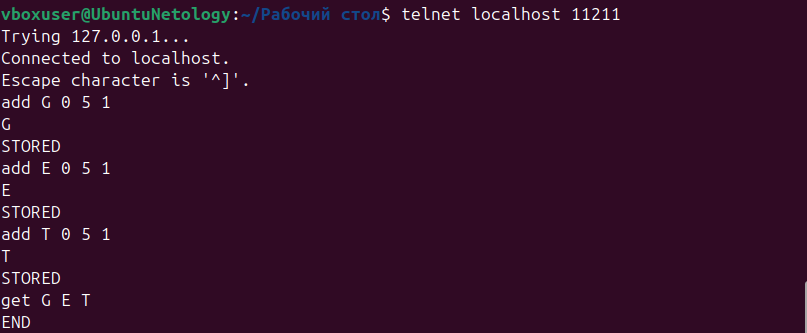 vboxuser@UbuntuNetology:~/Рабочий стол$ telnet localhost 11211
Trying 127.0.0.1...
Connected to localhost.
Escape character is '^]'.
add G 0 5 1
G
STORED
add E 0 5 1
E
STORED
add T 0 5 1
T
STORED
get G E T
END